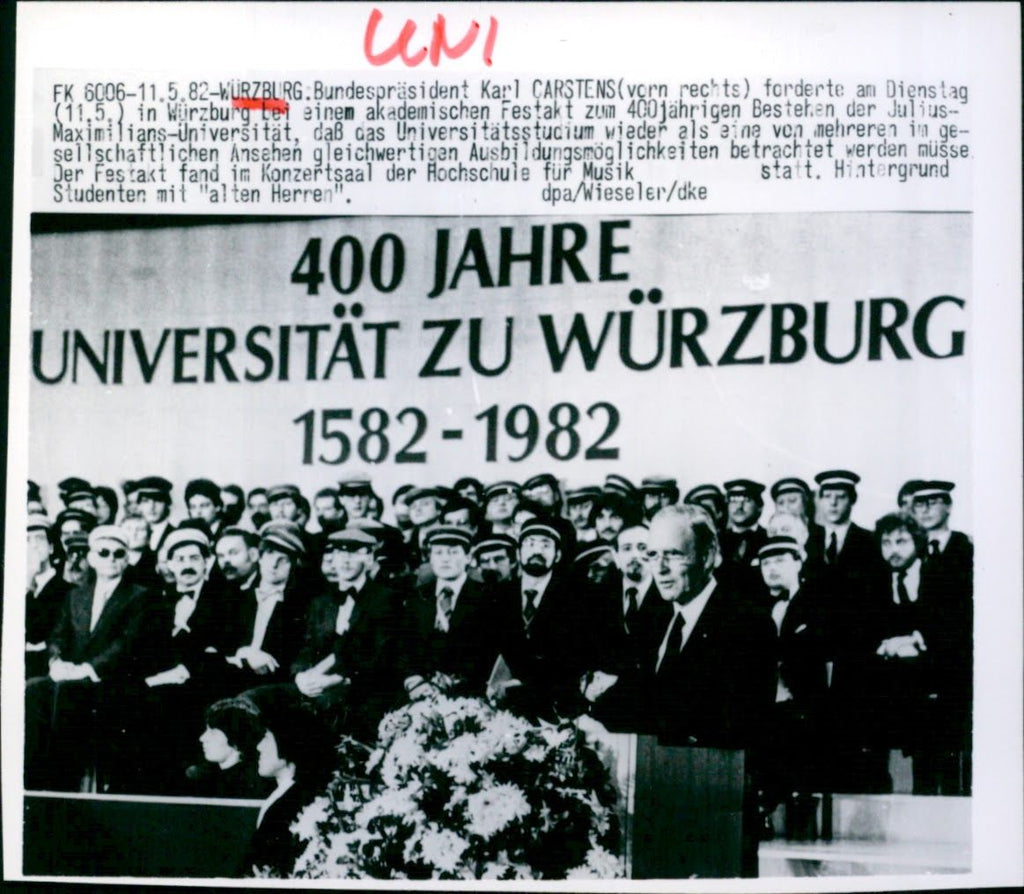 UNI
FK 6006-11.5.82-WÜRZBURG:Bundespräsident Karl CARSTENS(vorn rechts) forderte am Dienstag
(11.5.) in Würzburg bei einem akademischen Festakt zum 400jährigen Bestehen der Julius-
Maximilians-Universität, daß das Universitätsstudium wieder als eine von mehreren im ge-
sellschaftlichen Ansehen gleichwertigen Ausbildungsmöglichkeiten betrachtet werden müsse.
Der Festakt fand im Konzertsaal der Hochschule für Musik statt. Hintergrund
Studenten mit "alten Herren". dpa/Wieseler/dke
400 JAHRE
UNIVERSITÄT ZU WÜRZBURG
1582-1982